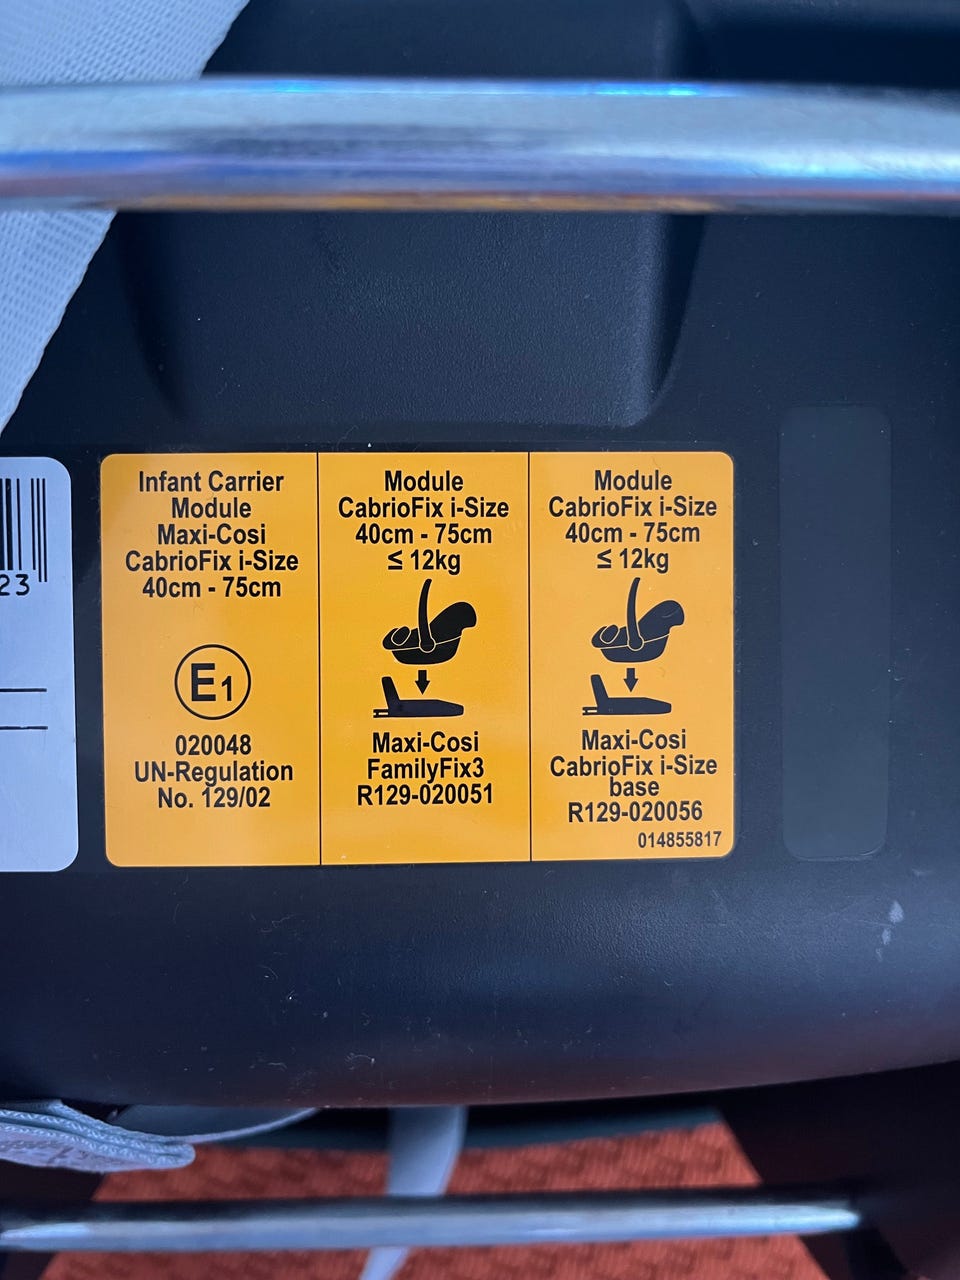 23
Infant Carrier
Module
Maxi-Cosi
CabrioFix i-Size
40cm - 75cm
E1
020048
UN-Regulation
No. 129/02
Module
CabrioFix i-Size
40cm - 75cm
≤ 12kg
Maxi-Cosi
FamilyFix3
R129-020051
Module
CabrioFix i-Size
40cm - 75cm
≤ 12kg
Maxi-Cosi
CabrioFix i-Size
base
R129-020056
014855817